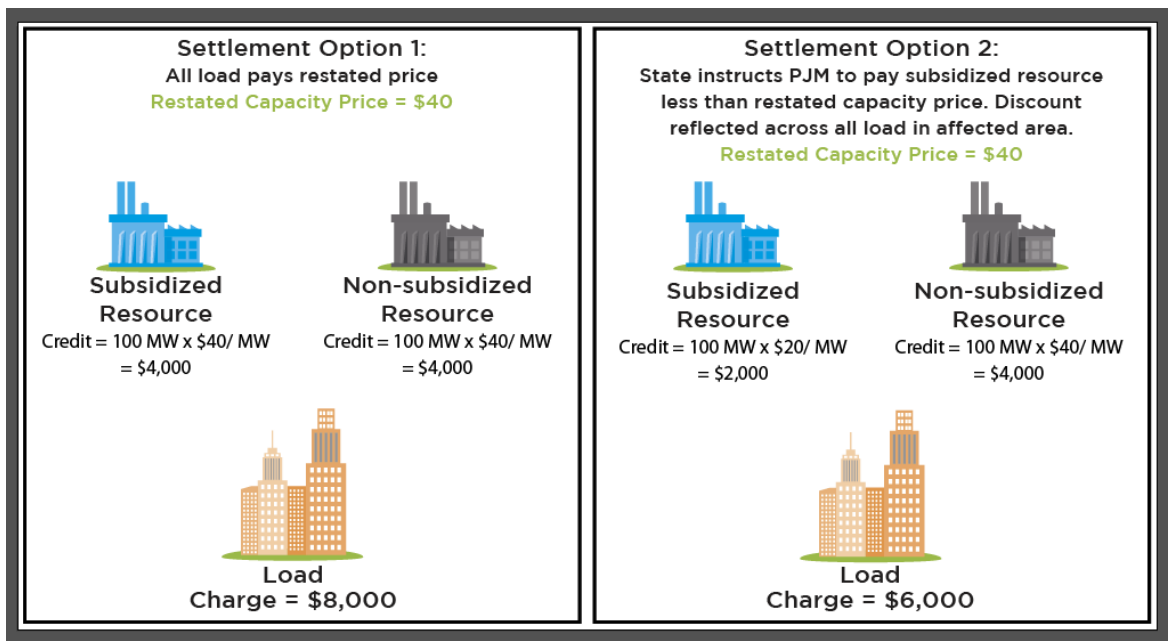 Settlement Option 1:
All load pays restated price
Restated Capacity Price = $40
Subsidized
Resource
Credit = 100 MW x $40/ MW
= $4,000
Non-subsidized
Resource
Credit = 100 MW x $40/ MW
= $4,000
Load
Charge = $8,000
Settlement Option 2:
State instructs PJM to pay subsidized resource
less than restated capacity price. Discount
reflected across all load in affected area.
Restated Capacity Price = $40
Subsidized
Resource
Credit = 100 MW x $20/ MW
= $2,000
Non-subsidized
Resource
Credit = 100 MW x $40/ MW
= $4,000
Load
Charge = $6,000